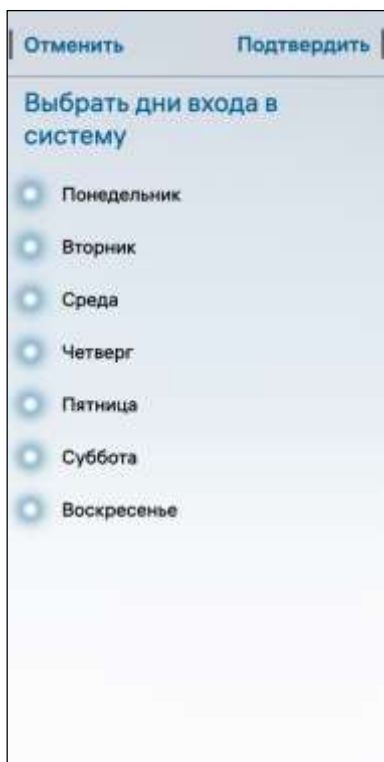 Отменить Подтвердить
Выбрать дни входа в
систему
Понедельник
Вторник
Среда
Четверг
Пятница
Суббота
Воскресенье